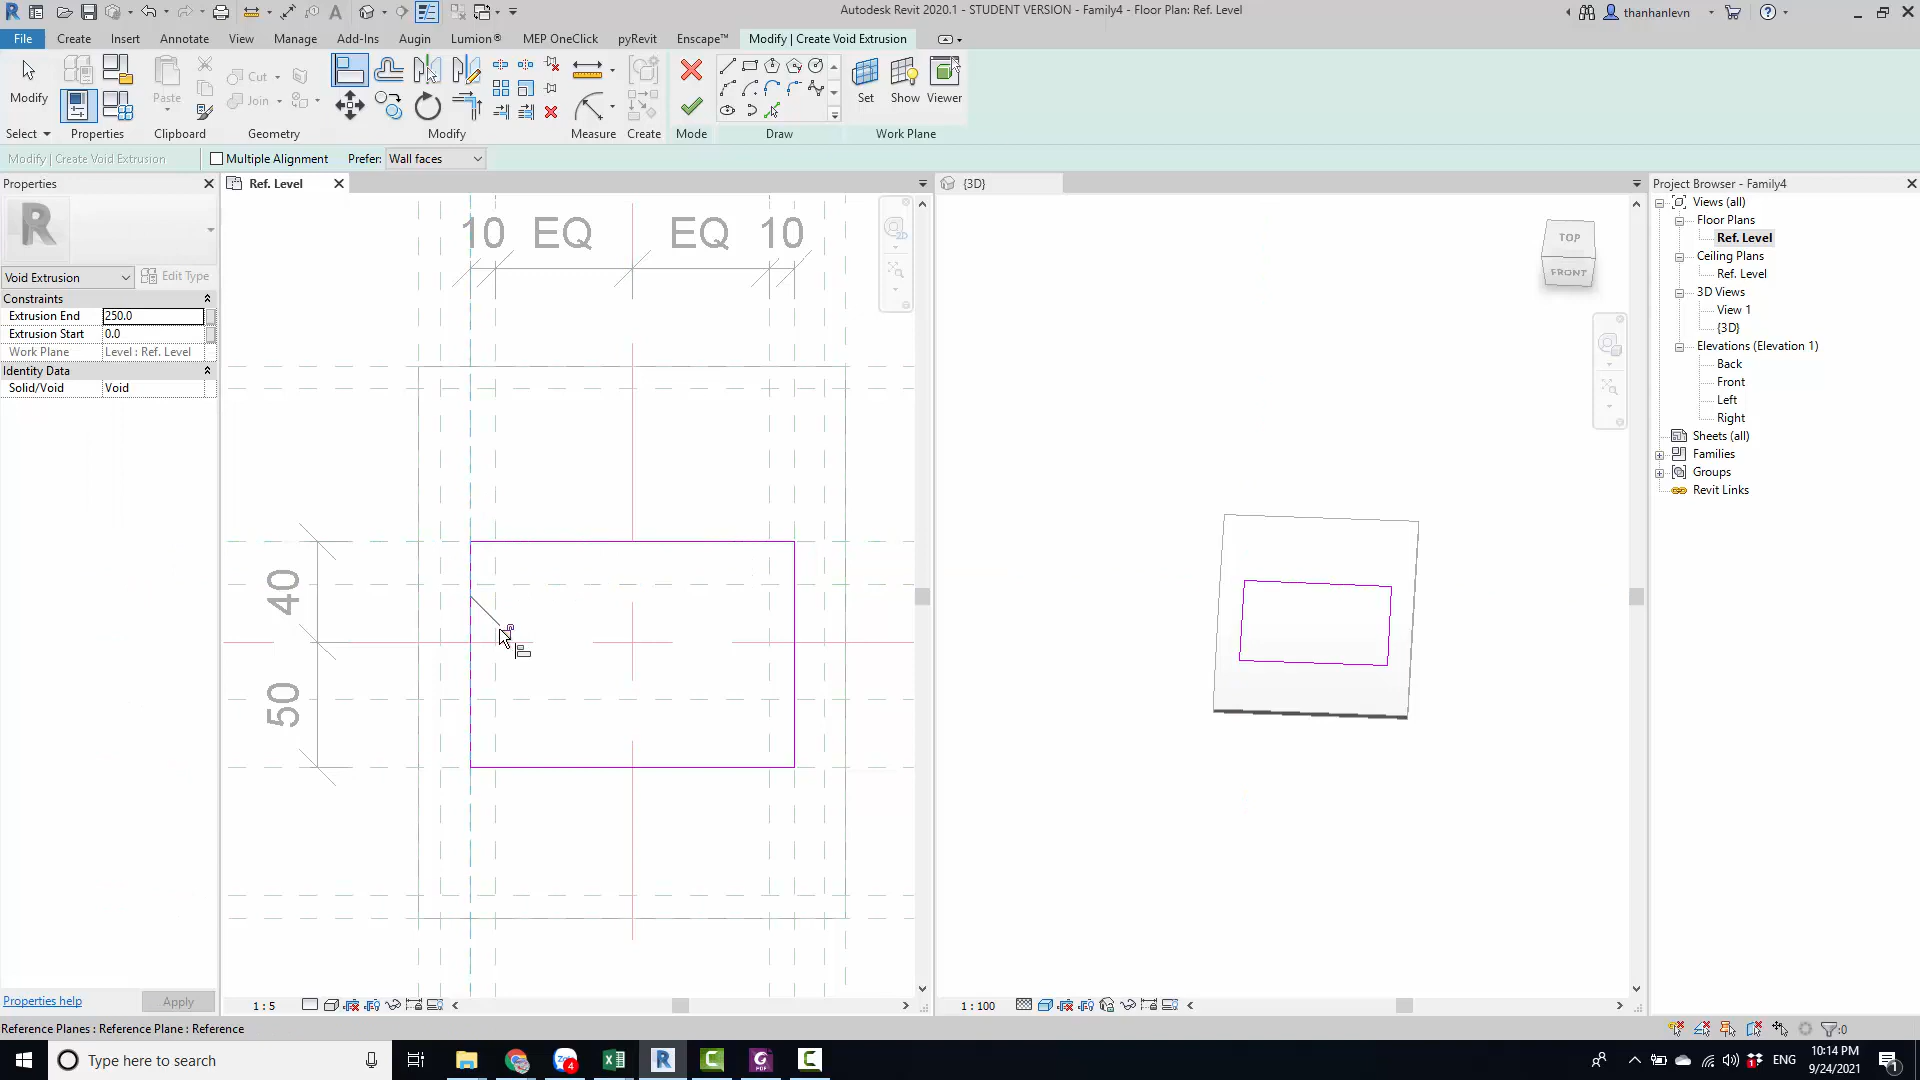 Autodesk Revit 2020.1 - STUDENT VERSION - Family4 - Floor Plan: Ref. Level
thanhlanlevn
File
Create
Insert
Annotate
View
Manage
Add-Ins
Augin
Lumion®
MEP OneClick
pyRevit
Enscape™
Modify | Create Void Extrusion
Modify
Paste
Cut
Join
Set
Show
Viewer
Select
Properties
Clipboard
Geometry
Modify
Measure
Create
Mode
Draw
Work Plane
Modify | Create Void Extrusion
Multiple Alignment
Prefer:
Wall faces
Properties
Ref. Level
{3D}
Project Browser - Family4
Void Extrusion
Edit Type
Constraints
Extrusion End
250.0
Extrusion Start
0.0
Work Plane
Level : Ref. Level
Identity Data
Solid/Void
Void
10
EQ
EQ
10
40
50
TOP
FRONT
Views (all)
Floor Plans
Ref. Level
Ceiling Plans
Ref. Level
3D Views
View 1
{3D}
Elevations (Elevation 1)
Back
Front
Left
Right
Sheets (all)
Families
Groups
Revit Links
Properties help
Apply
1 : 5
1 : 100
Reference Planes : Reference Plane : Reference
:0
Type here to search
4
ENG
10:14 PM
9/24/2021
1